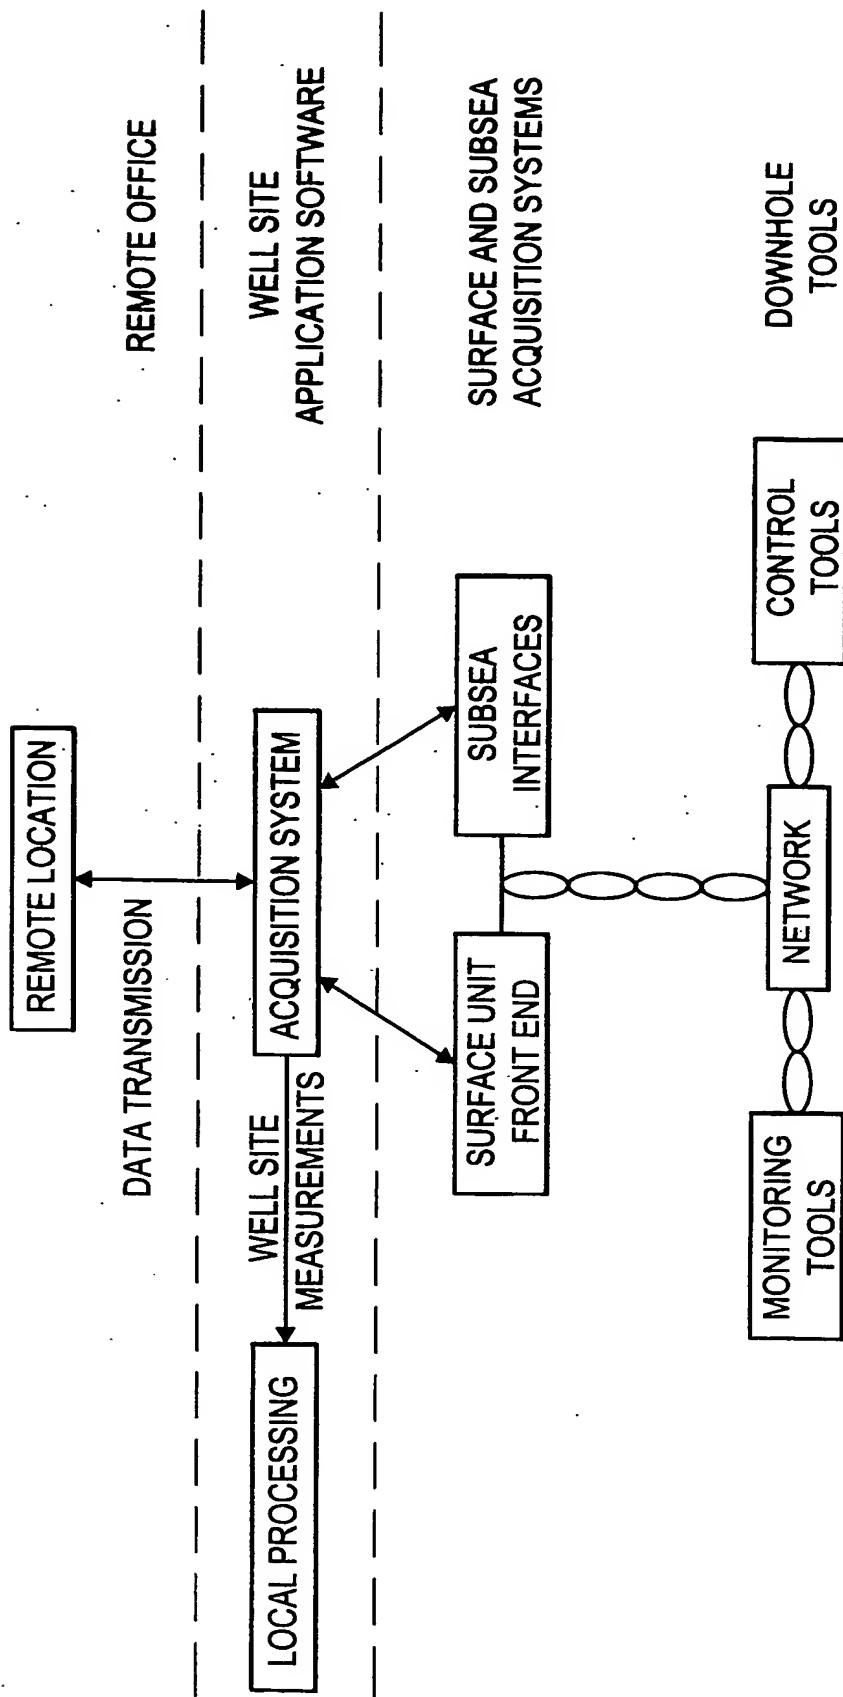 REMOTE LOCATION
REMOTE OFFICE
DATA TRANSMISSION
LOCAL PROCESSING
WELL SITE
MEASUREMENTS
ACQUISITION SYSTEM
WELL SITE
APPLICATION SOFTWARE
SURFACE UNIT
FRONT END
SUBSEA
INTERFACES
SURFACE AND SUBSEA
ACQUISITION SYSTEMS
MONITORING
TOOLS
NETWORK
CONTROL
TOOLS
DOWNHOLE
TOOLS